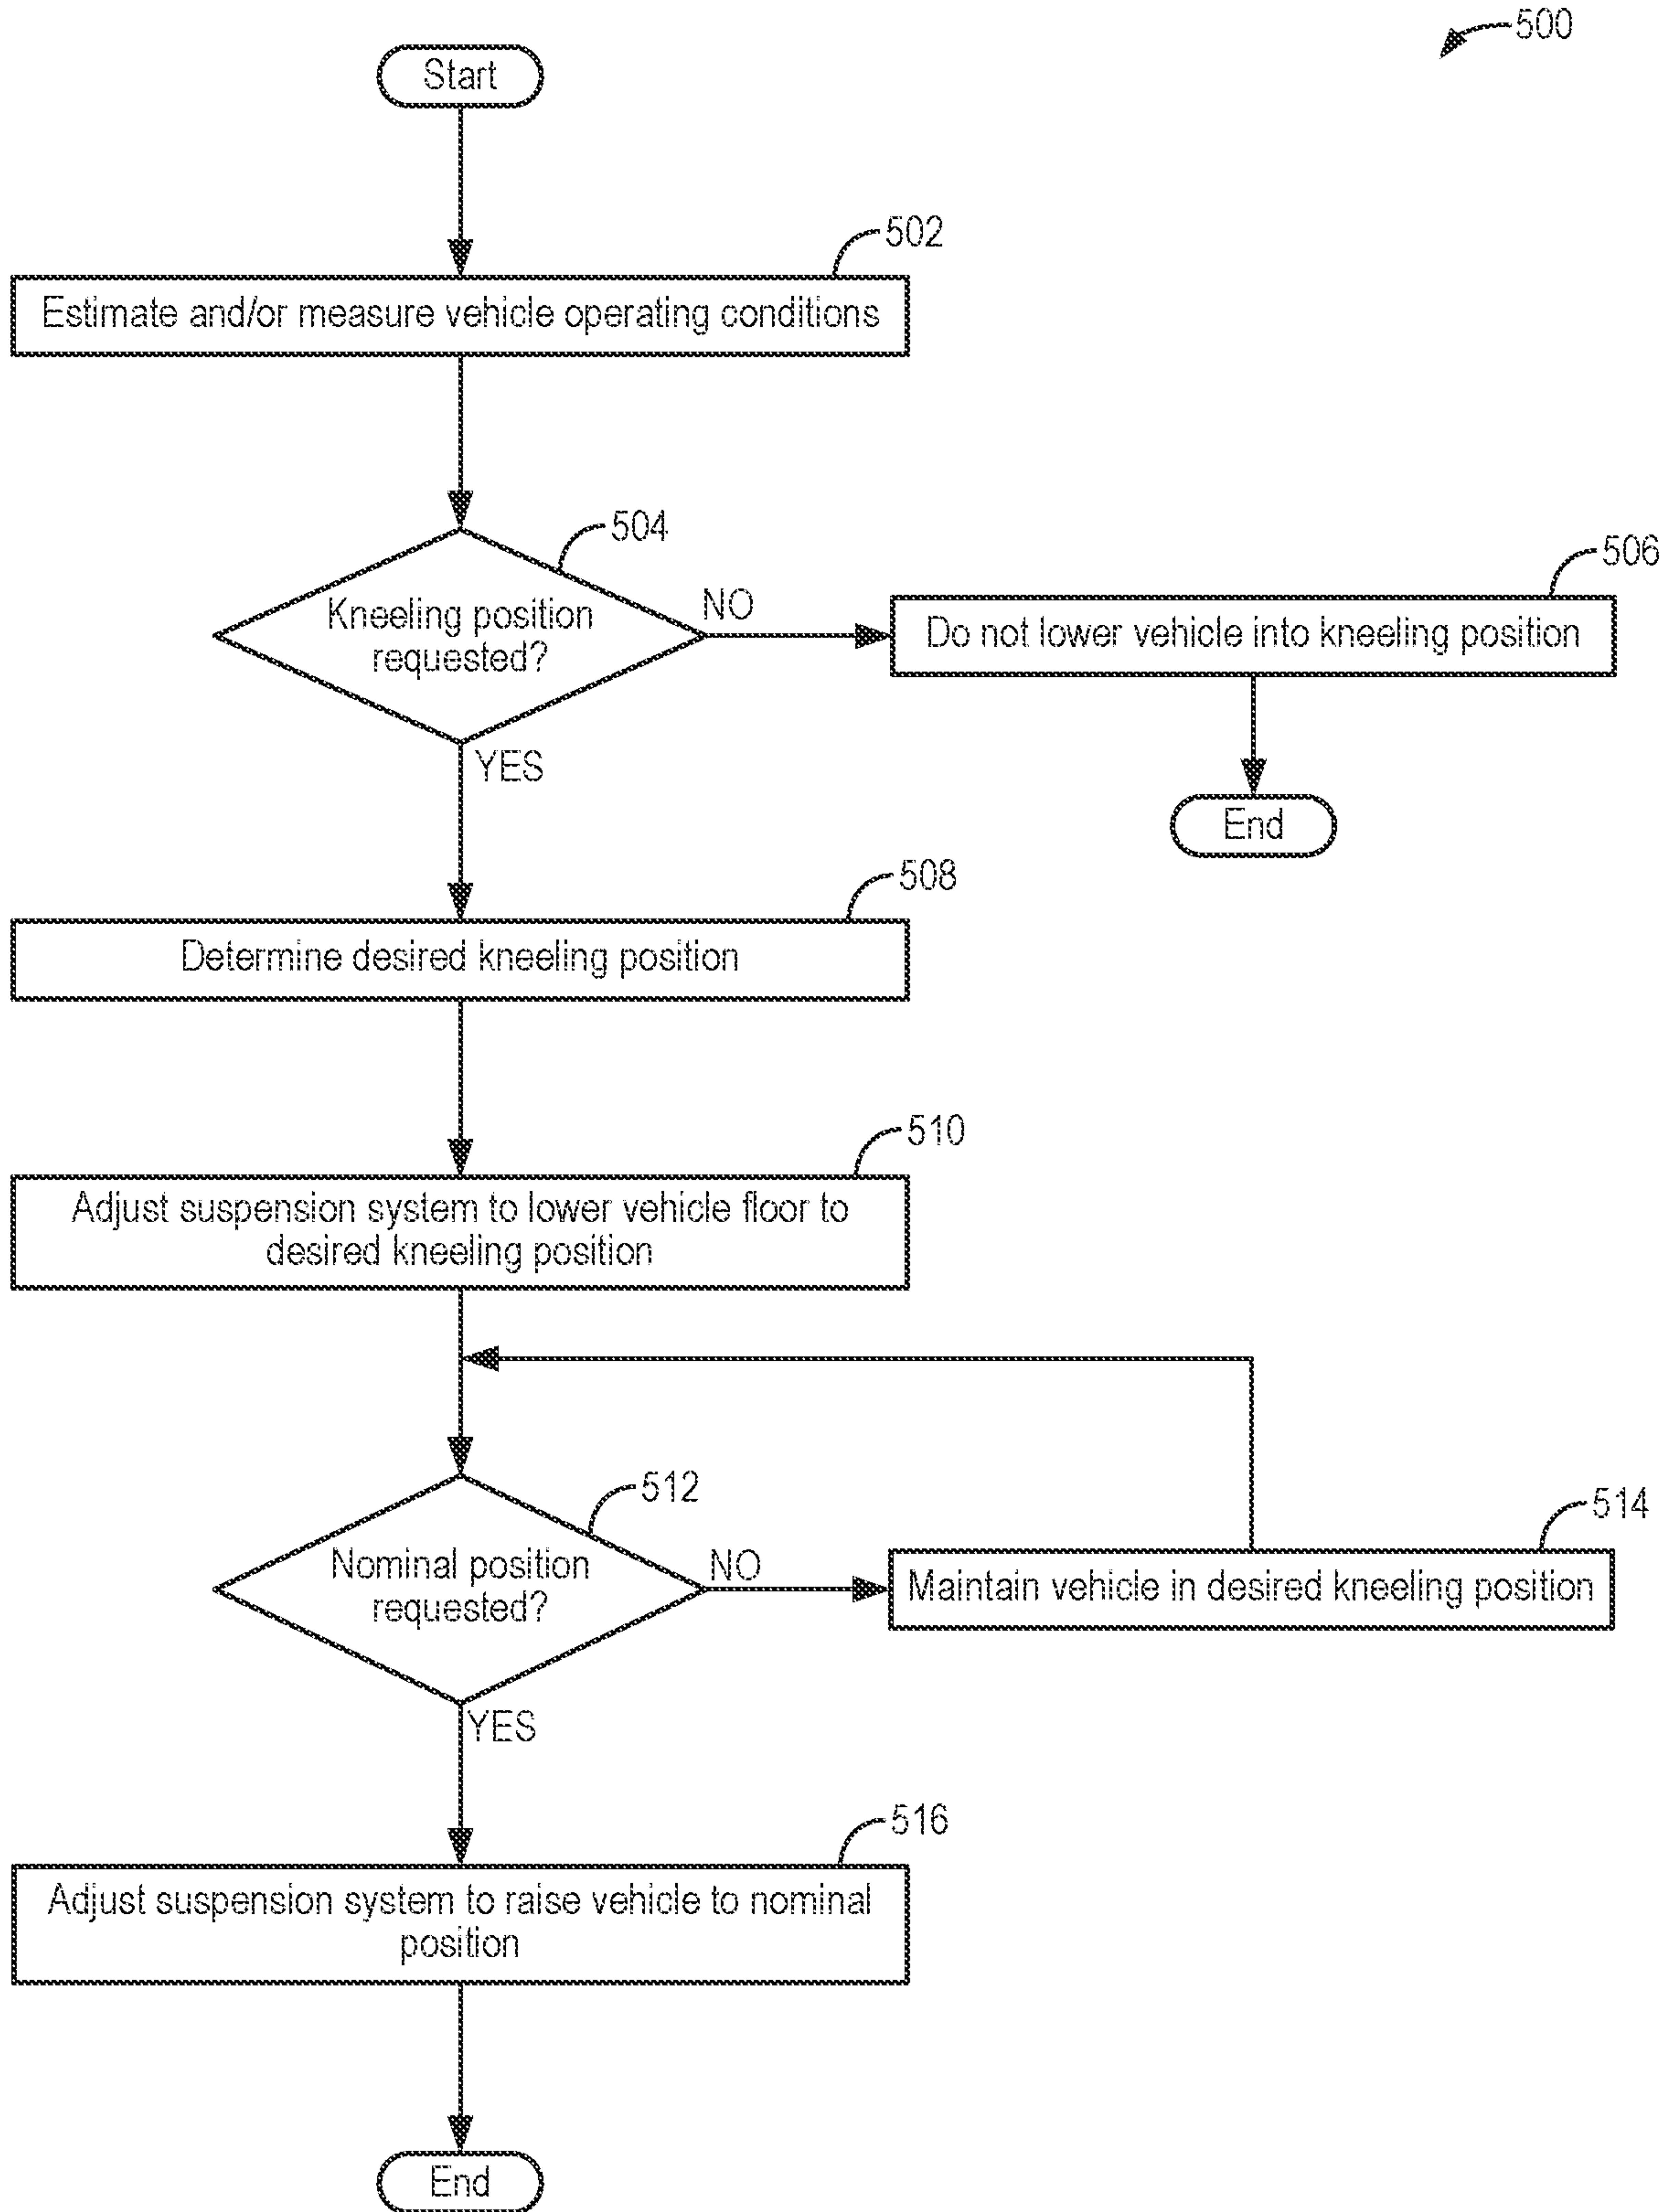 500
Start
502
Estimate and/or measure vehicle operating conditions
504
Kneeling position
requested?
NO
506
Do not lower vehicle into kneeling position
YES
End
508
Determine desired kneeling position
510
Adjust suspension system to lower vehicle floor to
desired kneeling position
512
Nominal position
requested?
NO
514
Maintain vehicle in desired kneeling position
YES
516
Adjust suspension system to raise vehicle to nominal
position
End